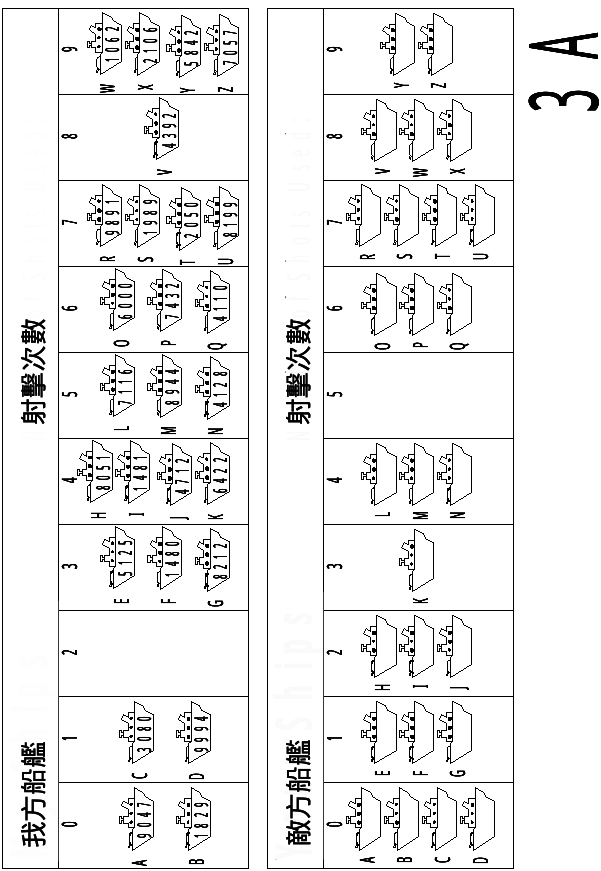 我方船艦 射擊次數
0 1 2 3 4 5 6 7 8 9
A 9047
B 1829
C 3080
D 9994
E 5125
F 1480
G 8212
H 8051
I 1481
J 4712
K 6422
L 7116
M 8944
N 4128
O 6000
P 7432
Q 4110
R 9891
S 1989
T 2050
U 8199
V 4392
W 1062
X 2106
Y 5842
Z 7057
敵方船艦 射擊次數
0 1 2 3 4 5 6 7 8 9
A
B
C
D
E
F
G
H
I
J
K
L
M
N
O
P
Q
R
S
T
U
V
W
X
Y
Z
3A